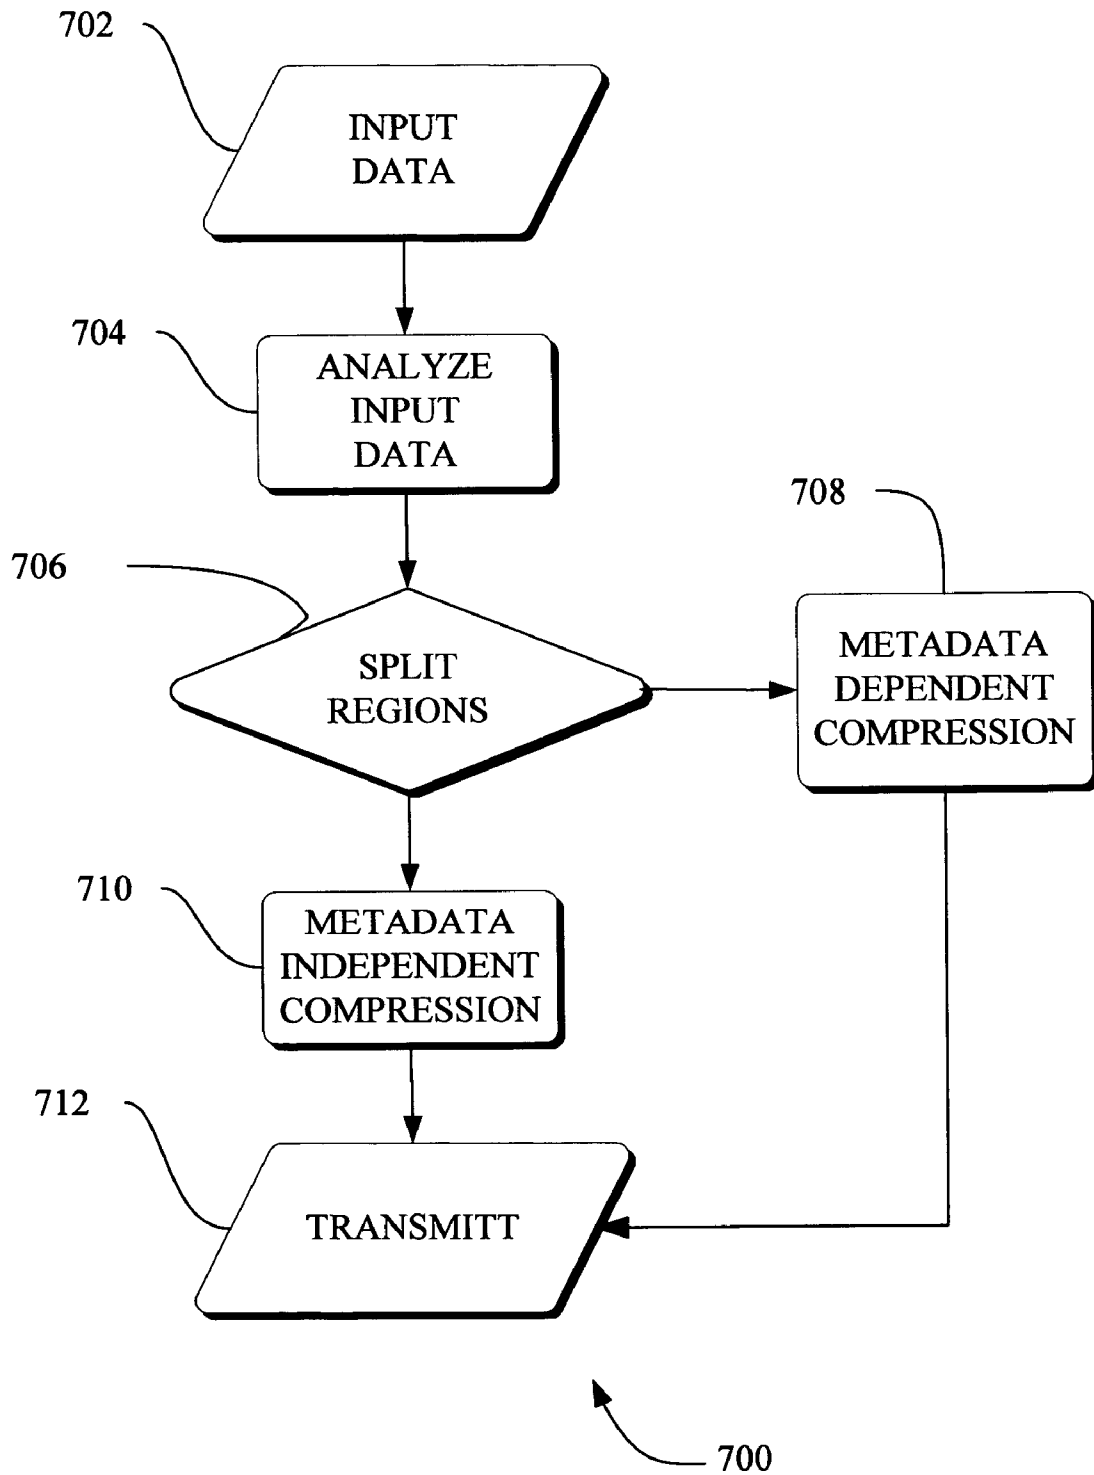 702
INPUT
DATA
704
ANALYZE
INPUT
DATA
706
SPLIT
REGIONS
708
METADATA
DEPENDENT
COMPRESSION
710
METADATA
INDEPENDENT
COMPRESSION
712
TRANSMITT
700